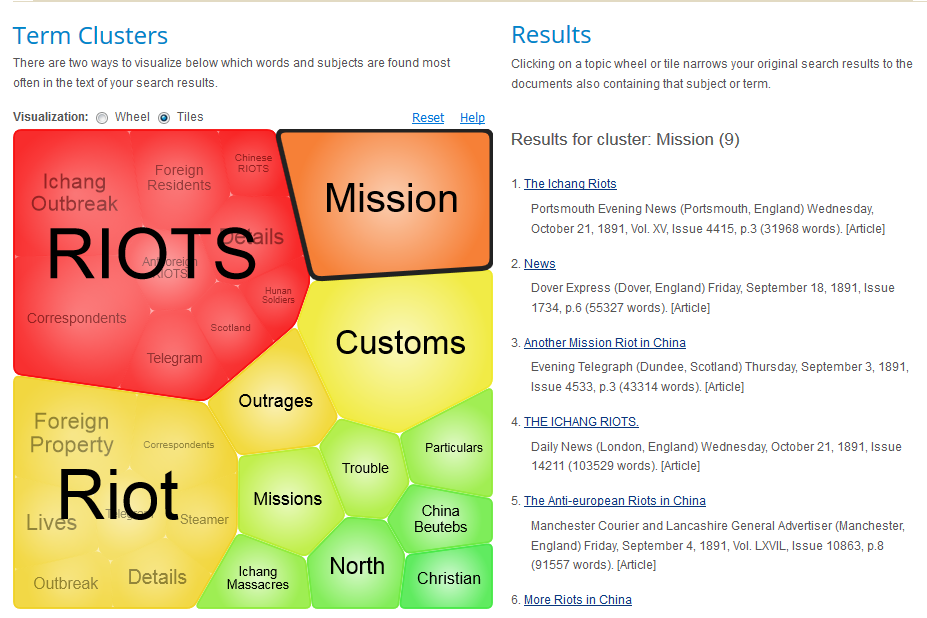 Term Clusters
There are two ways to visualize below which words and subjects are found most
often in the text of your search results.
Visualization: Wheel Tiles
Reset Help
RIOTS
Ichang
Outbreak
Foreign
Residents
Chinese
RIOTS
Details
Antiforeign
RIOTS
Hunan
Soldiers
Correspondents
Scotland
Telegram
Mission
Customs
Outrages
Riot
Foreign
Property
Correspondents
Lives
Telegram
Steamer
Outbreak
Details
Missions
Trouble
Particulars
China
Beutebs
Ichang
Massacres
North
Christian
Results
Clicking on a topic wheel or tile narrows your original search results to the
documents also containing that subject or term.
Results for cluster: Mission (9)
1. The Ichang Riots
Portsmouth Evening News (Portsmouth, England) Wednesday,
October 21, 1891, Vol. XV, Issue 4415, p.3 (31968 words). [Article]
2. News
Dover Express (Dover, England) Friday, September 18, 1891, Issue
1734, p.6 (55327 words). [Article]
3. Another Mission Riot in China
Evening Telegraph (Dundee, Scotland) Thursday, September 3, 1891,
Issue 4533, p.3 (43314 words). [Article]
4. THE ICHANG RIOTS.
Daily News (London, England) Wednesday, October 21, 1891, Issue
14211 (103529 words). [Article]
5. The Anti-european Riots in China
Manchester Courier and Lancashire General Advertiser (Manchester,
England) Friday, September 4, 1891, Vol. LXVII, Issue 10863, p.8
(91557 words). [Article]
6. More Riots in China